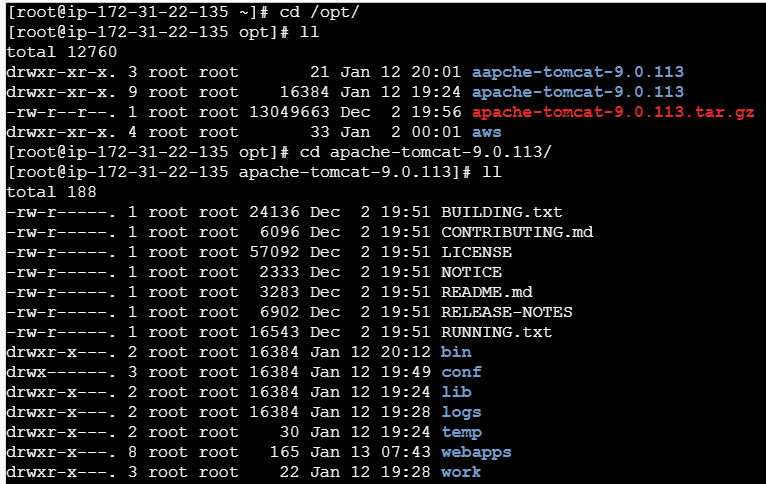 [root@ip-172-31-22-135 ~]# cd /opt/
[root@ip-172-31-22-135 opt]# ll
total 12760
drwxr-xr-x. 3 root root       21 Jan 12 20:01 aapche-tomcat-9.0.113
drwxr-xr-x. 9 root root    16384 Jan 12 19:24 apache-tomcat-9.0.113
-rw-r--r--. 1 root root 13049663 Dec  2 19:56 apache-tomcat-9.0.113.tar.gz
drwxr-xr-x. 4 root root       33 Jan  2 00:01 aws
[root@ip-172-31-22-135 opt]# cd apache-tomcat-9.0.113/
[root@ip-172-31-22-135 apache-tomcat-9.0.113]# ll
total 188
-rw-r-----. 1 root root 24136 Dec  2 19:51 BUILDING.txt
-rw-r-----. 1 root root  6096 Dec  2 19:51 CONTRIBUTING.md
-rw-r-----. 1 root root 57092 Dec  2 19:51 LICENSE
-rw-r-----. 1 root root  2333 Dec  2 19:51 NOTICE
-rw-r-----. 1 root root  3283 Dec  2 19:51 README.md
-rw-r-----. 1 root root  6902 Dec  2 19:51 RELEASE-NOTES
-rw-r-----. 1 root root 16543 Dec  2 19:51 RUNNING.txt
drwxr-x---. 2 root root 16384 Jan 12 20:12 bin
drwx------. 3 root root 16384 Jan 12 19:49 conf
drwxr-x---. 2 root root 16384 Jan 12 19:24 lib
drwxr-x---. 2 root root 16384 Jan 12 19:28 logs
drwxr-x---. 2 root root    30 Jan 12 19:24 temp
drwxr-x---. 8 root root   165 Jan 13 07:43 webapps
drwxr-x---. 3 root root    22 Jan 12 19:28 work